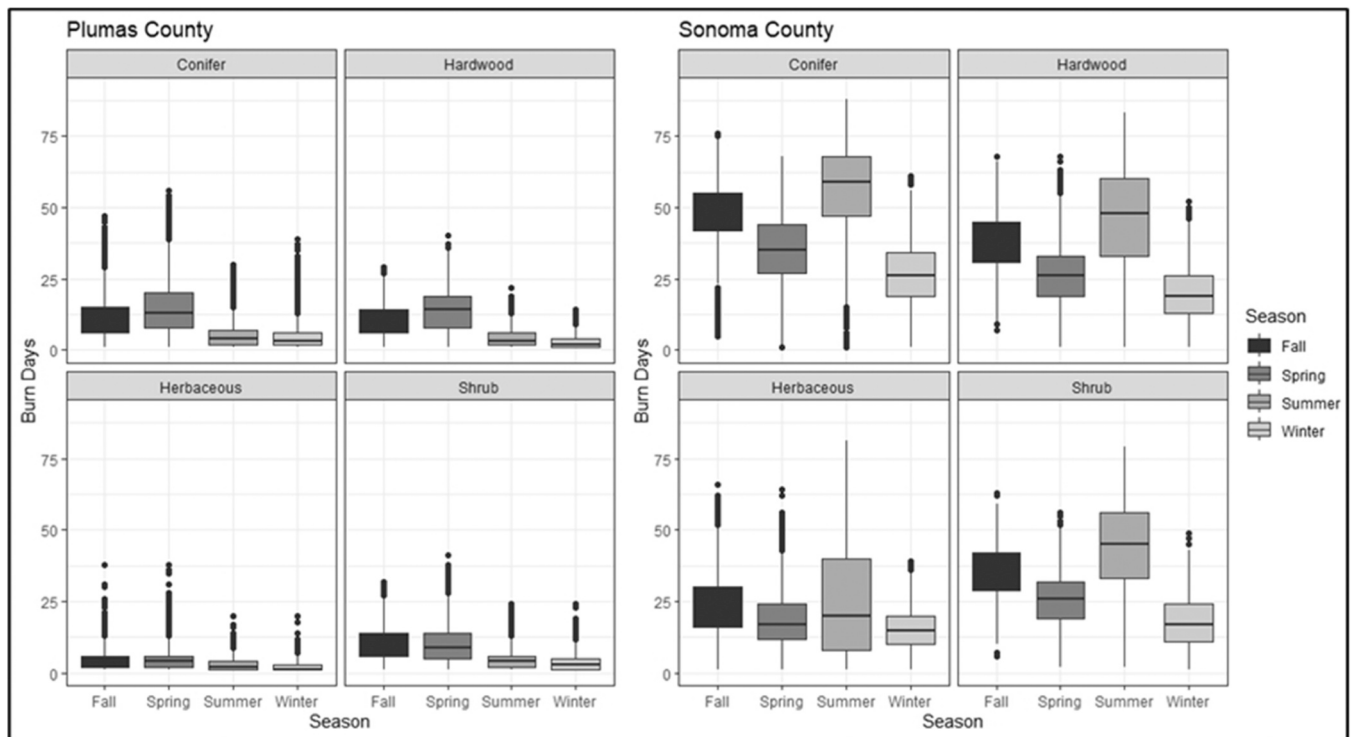 Plumas County
Conifer
Hardwood
75
50
25
0
Herbaceous
Shrub
75
50
25
0
Burn Days
Fall
Spring
Summer
Winter
Fall
Spring
Summer
Winter
Season
Sonoma County
Conifer
Hardwood
75
50
25
0
Herbaceous
Shrub
75
50
25
0
Burn Days
Fall
Spring
Summer
Winter
Fall
Spring
Summer
Winter
Season
Season
Fall
Spring
Summer
Winter